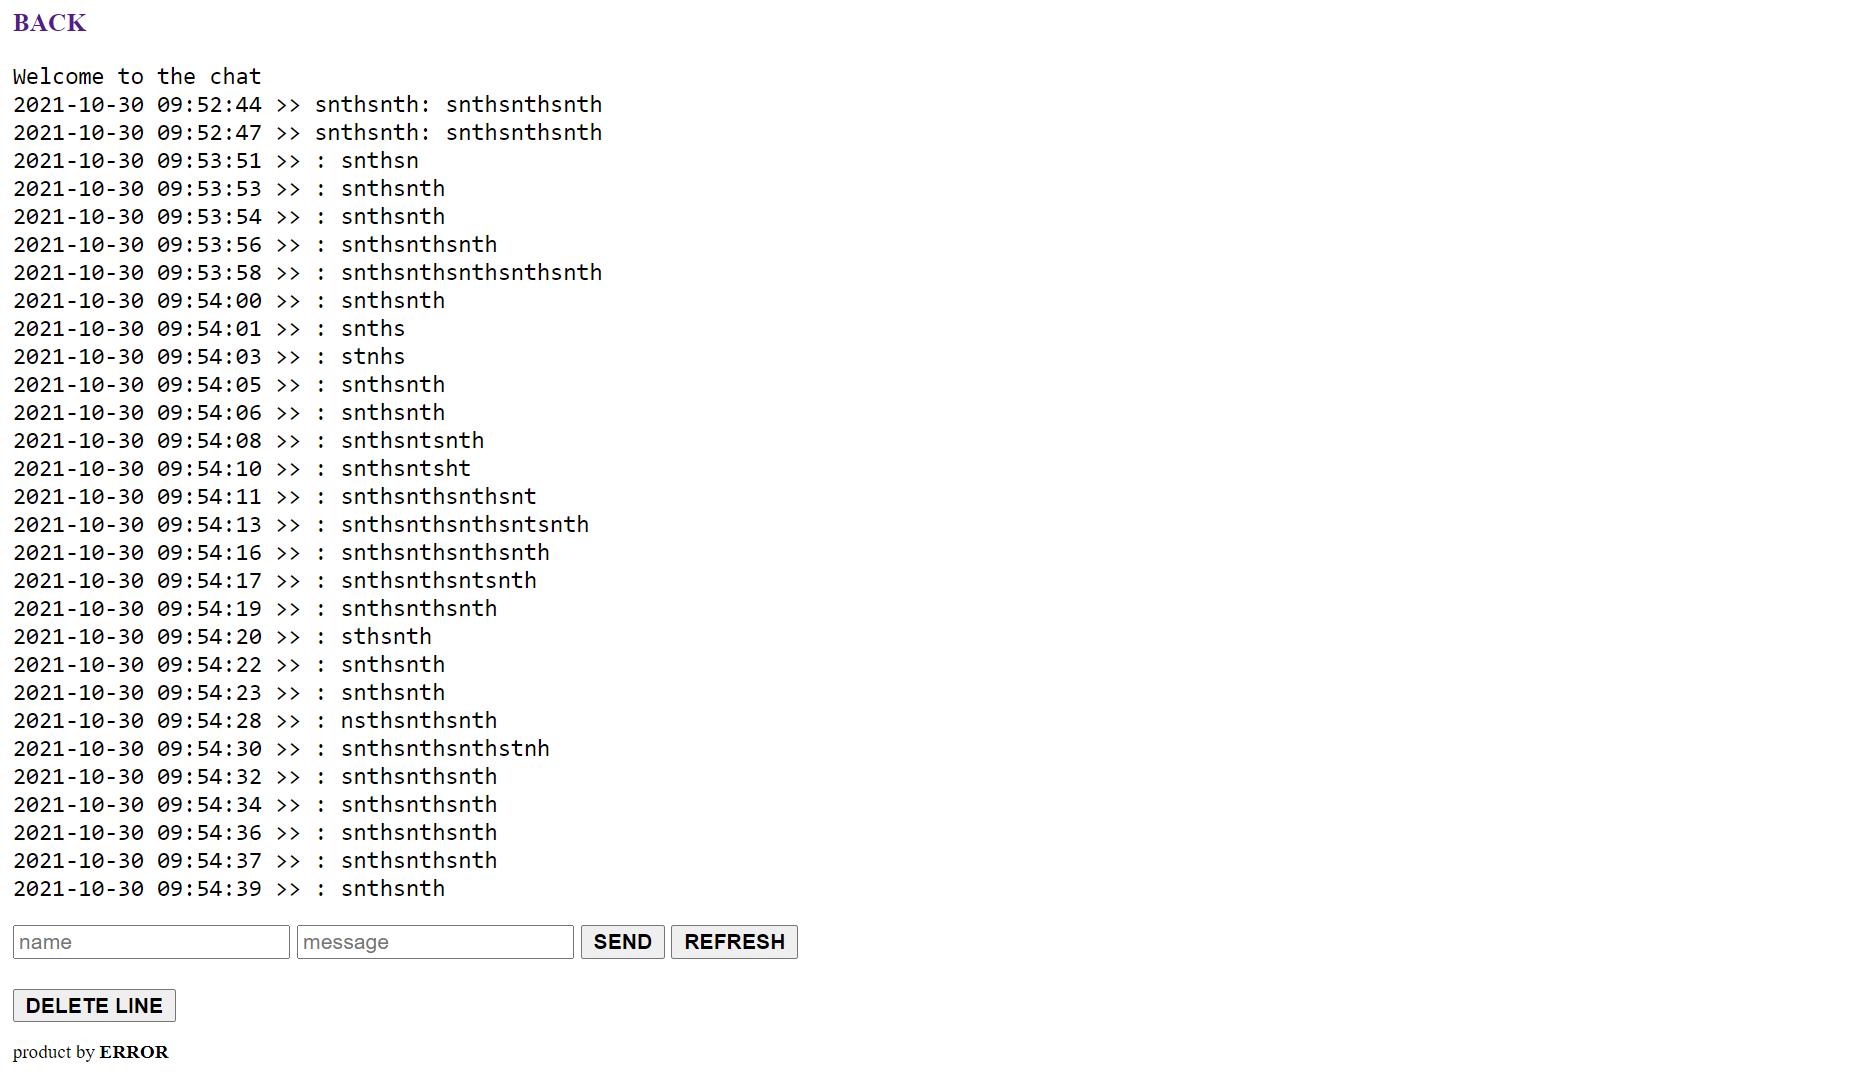 BACK
Welcome to the chat
2021-10-30 09:52:44 >> snthsnth: snthsnthsnth
2021-10-30 09:52:47 >> snthsnth: snthsnthsnth
2021-10-30 09:53:51 >> : snthsn
2021-10-30 09:53:53 >> : snthsnth
2021-10-30 09:53:54 >> : snthsnth
2021-10-30 09:53:56 >> : snthsnthsnth
2021-10-30 09:53:58 >> : snthsnthsnthsnthsnth
2021-10-30 09:54:00 >> : snthsnth
2021-10-30 09:54:01 >> : snths
2021-10-30 09:54:03 >> : stnhs
2021-10-30 09:54:05 >> : snthsnth
2021-10-30 09:54:06 >> : snthsnth
2021-10-30 09:54:08 >> : snthsntsnth
2021-10-30 09:54:10 >> : snthsntsht
2021-10-30 09:54:11 >> : snthsnthsnthsnt
2021-10-30 09:54:13 >> : snthsnthsnthsntsnth
2021-10-30 09:54:16 >> : snthsnthsnthsnth
2021-10-30 09:54:17 >> : snthsnthsntsnth
2021-10-30 09:54:19 >> : snthsnthsnth
2021-10-30 09:54:20 >> : sthsnth
2021-10-30 09:54:22 >> : snthsnth
2021-10-30 09:54:23 >> : snthsnth
2021-10-30 09:54:28 >> : nsthsnthsnth
2021-10-30 09:54:30 >> : snthsnthsnthstnh
2021-10-30 09:54:32 >> : snthsnthsnth
2021-10-30 09:54:34 >> : snthsnthsnth
2021-10-30 09:54:36 >> : snthsnthsnth
2021-10-30 09:54:37 >> : snthsnthsnth
2021-10-30 09:54:39 >> : snthsnth
name message SEND REFRESH
DELETE LINE
product by ERROR